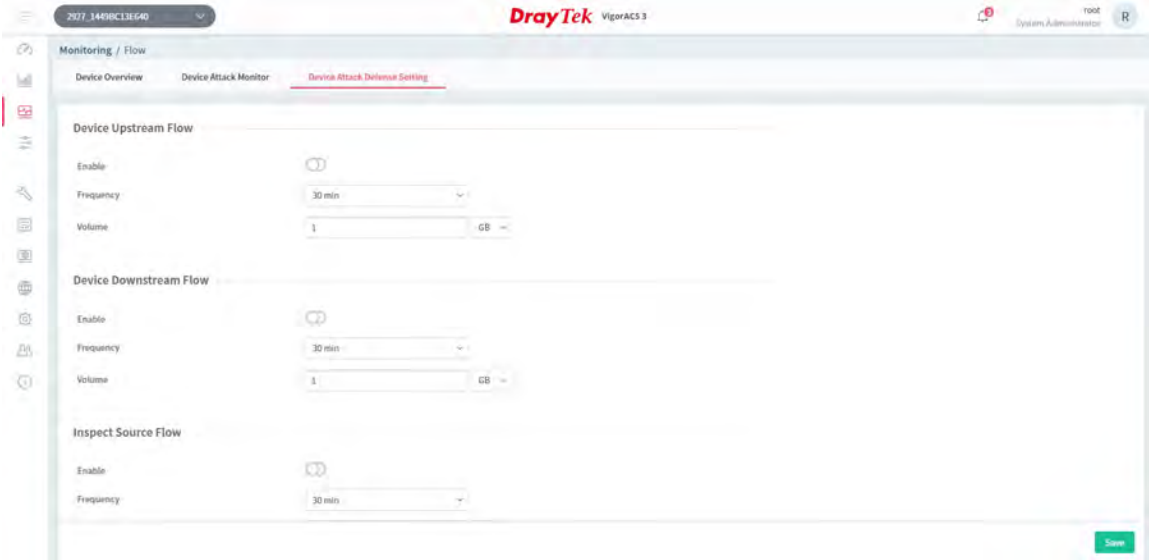 2927_1449BC13E640
DrayTek VigorACS 3
root
System Administrator
R
Monitoring / Flow
Device Overview Device Attack Monitor Device Attack Defense Setting
Device Upstream Flow
Enable
Frequency 30 min
Volume 1 GB
Device Downstream Flow
Enable
Frequency 30 min
Volume 1 GB
Inspect Source Flow
Enable
Frequency 30 min
Save